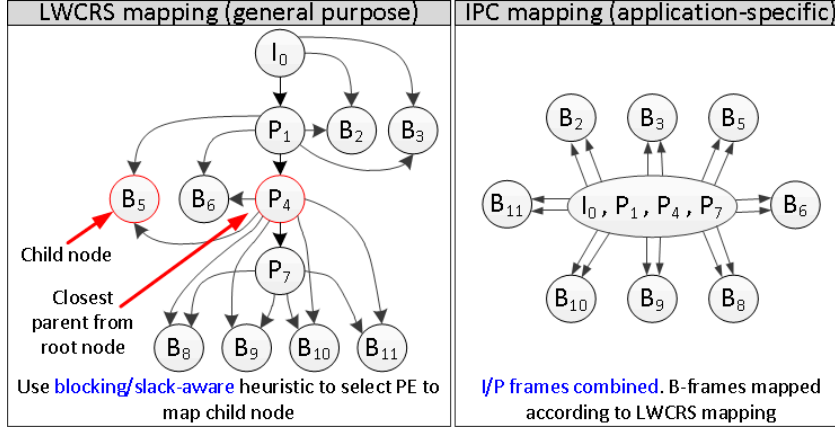 LWCRS mapping (general purpose)
I₀
P₁
B₂
B₃
B₅
B₆
P₄
Child node
P₇
Closest
parent from
root node
B₈
B₉
B₁₀
B₁₁
Use blocking/slack-aware heuristic to select PE to
map child node
IPC mapping (application-specific)
B₂
B₃
B₅
B₁₁
I₀, P₁, P₄, P₇
B₆
B₁₀
B₉
B₈
I/P frames combined. B-frames mapped
according to LWCRS mapping